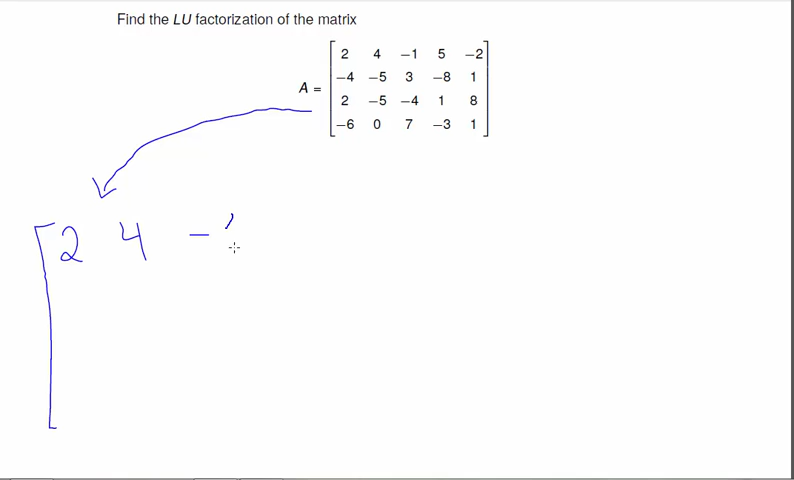 Find the LU factorization of the matrix
A = [2 4 −1 5 −2
−4 −5 3 −8 1
2 −5 −4 1 8
−6 0 7 −3 1]
[2 4 −